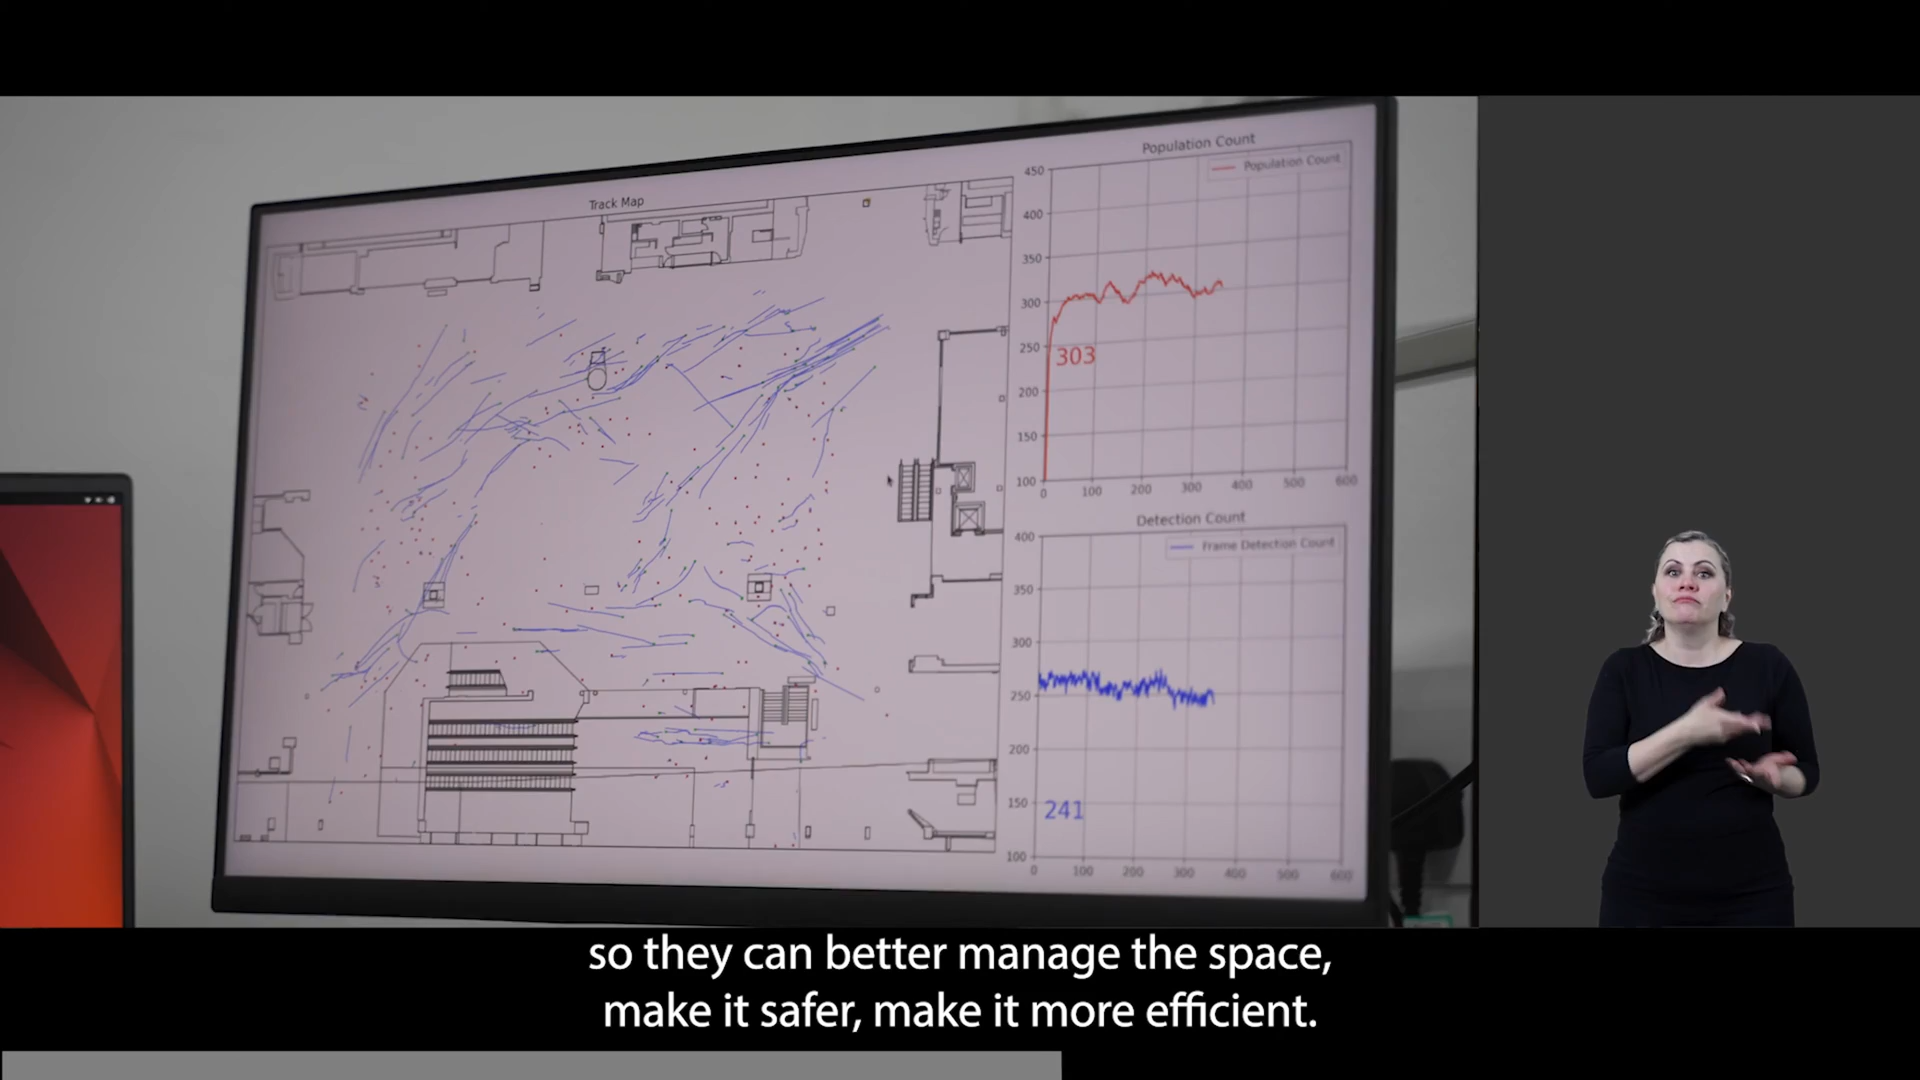 Track Map
Population Count
Population Count
450
400
350
300
250
200
150
100
303
0 100 200 300 400 500 600
Detection Count
Frame Detection Count
400
350
300
250
200
150
100
241
0 100 200 300 400 500 600
so they can better manage the space,
make it safer, make it more efficient.